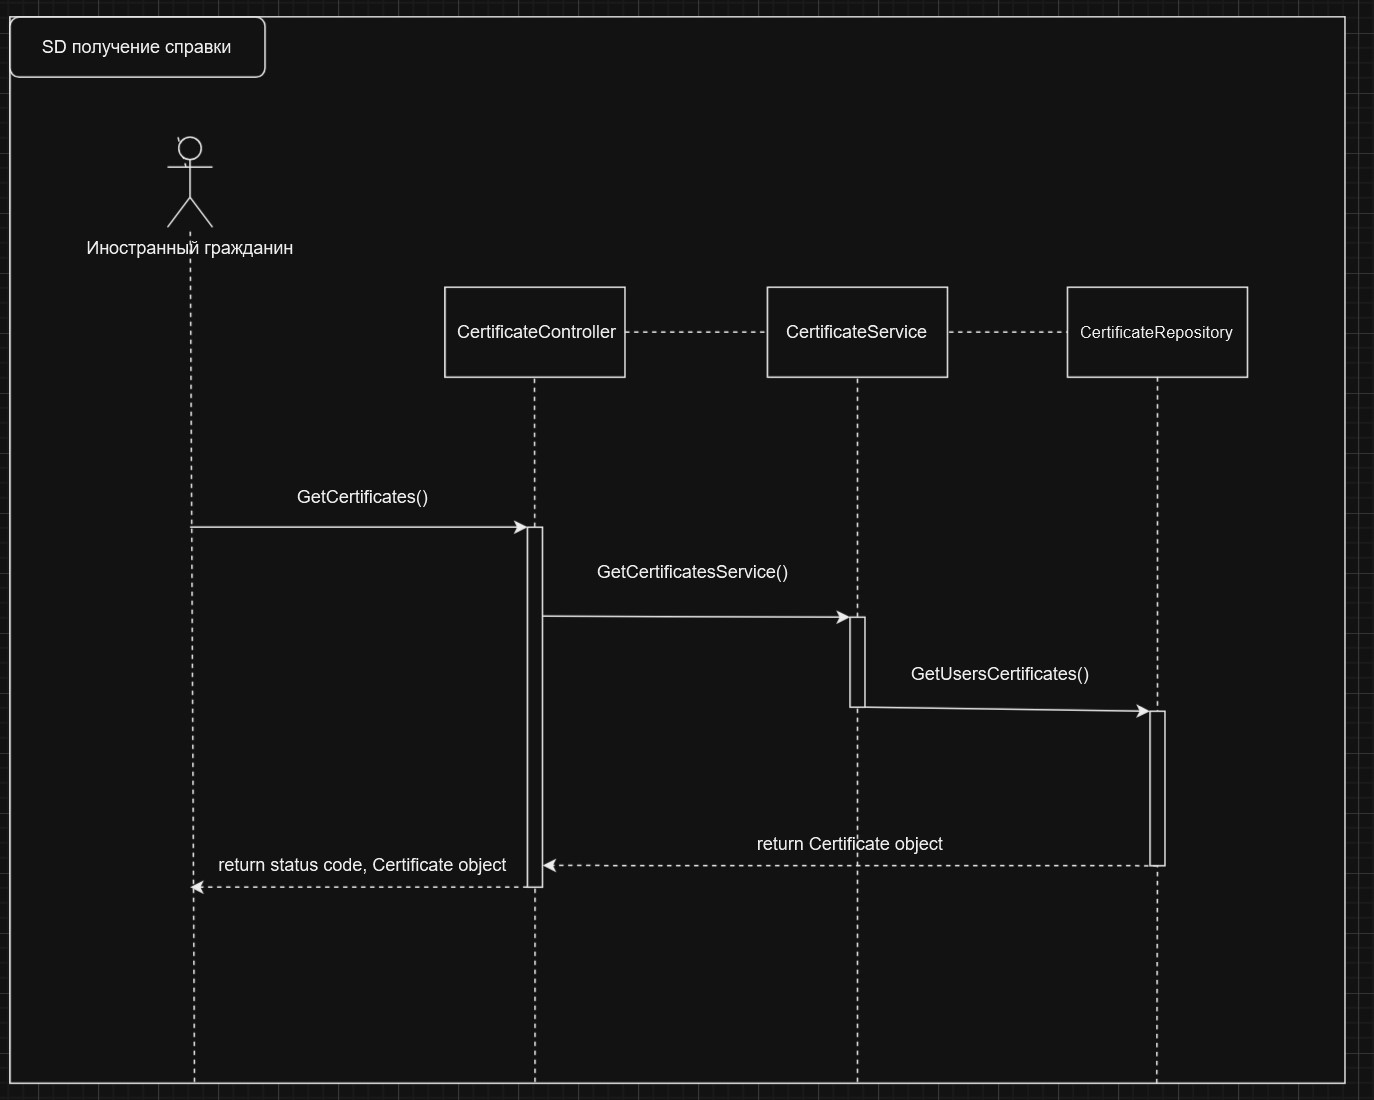 SD получение справки
Иностранный гражданин
CertificateController
CertificateService
CertificateRepository
GetCertificates()
GetCertificatesService()
GetUsersCertificates()
return Certificate object
return status code, Certificate object